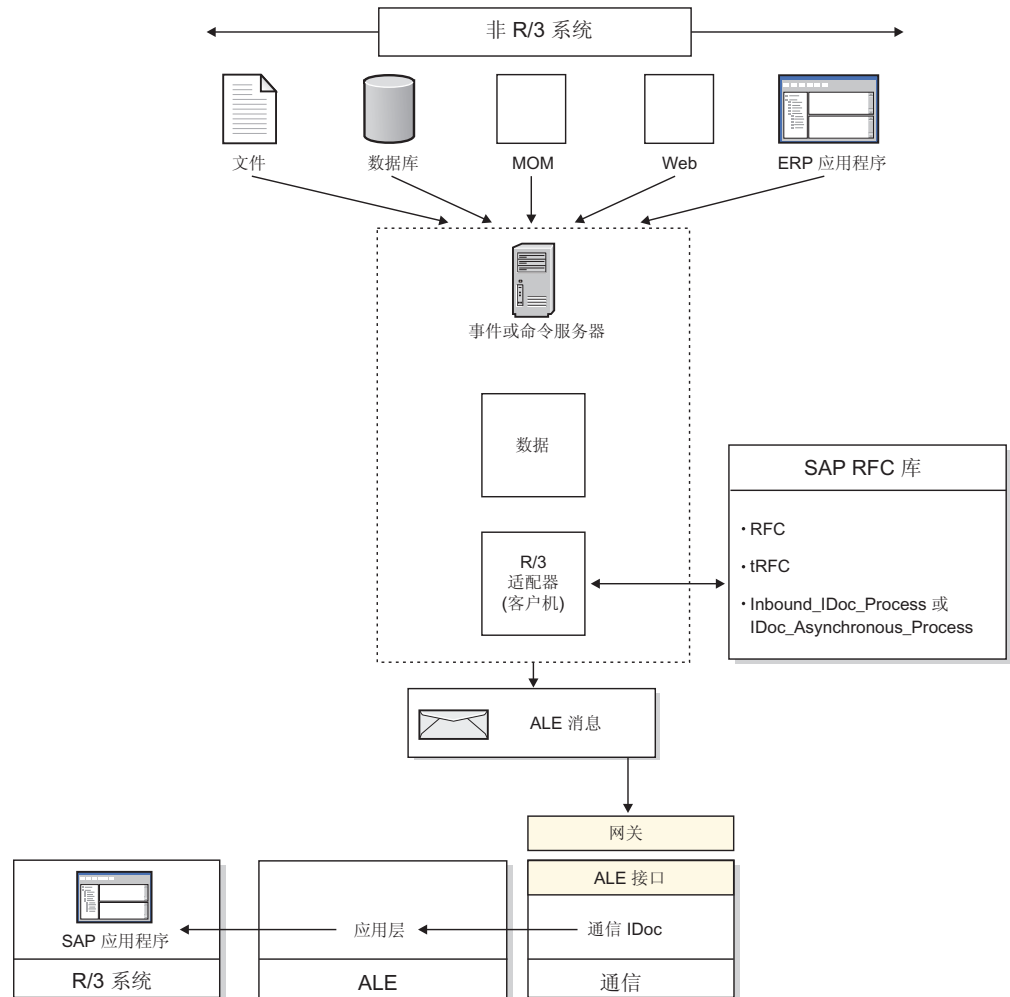 非 R/3 系统
文件
数据库
MOM
Web
ERP 应用程序
事件或命令服务器
数据
SAP RFC 库
• RFC
• tRFC
• Inbound_IDoc_Process 或
IDoc_Asynchronous_Process
R/3
适配器
(客户机)
ALE 消息
网关
ALE 接口
SAP 应用程序
应用层
通信 IDoc
R/3 系统
ALE
通信